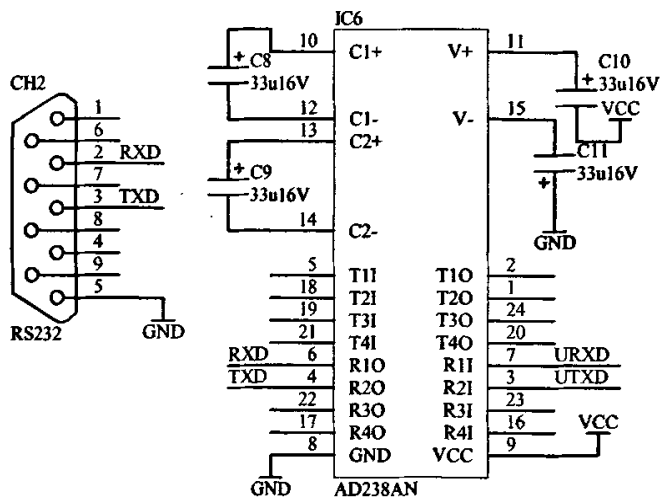 IC6
10 C1+ V+ 11
C8
33u16V
C10
33u16V
VCC
12 C1-
13 C2+
V- 15
C9
33u16V
C11
33u16V
14 C2-
GND
CH2
1
6
2 RXD
7
3 TXD
8
4
9
5
RS232
GND
5 T1I T1O 2
18 T2I T2O 1
19 T3I T3O 24
21 T4I T4O 20
RXD 6 R1O R1I 7 URXD
TXD 4 R2O R2I 3 UTXD
22 R3O R3I 23
17 R4O R4I 16
8 GND VCC 9
VCC
GND
AD238AN